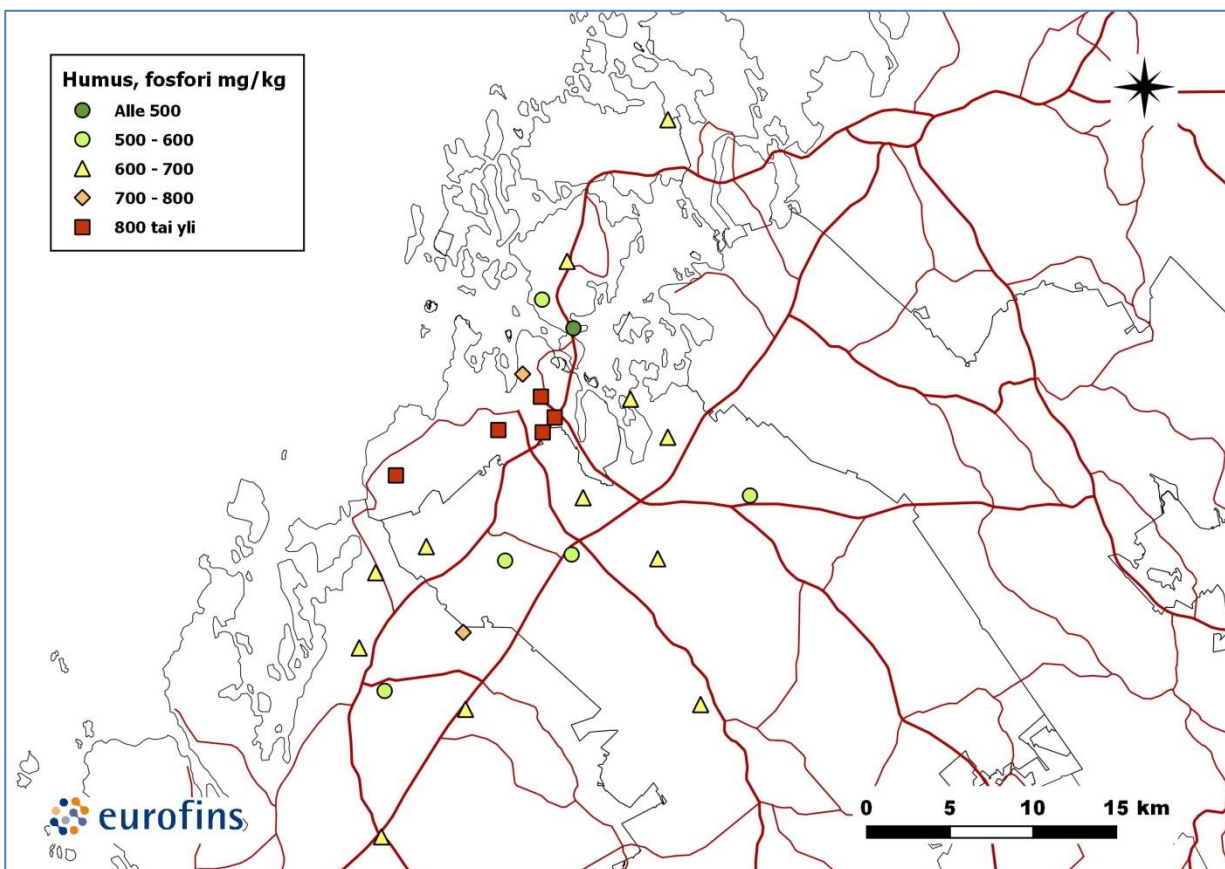 Humus, fosfori mg/kg
Alle 500
500 - 600
600 - 700
700 - 800
800 tai yli
eurofins
0 5 10 15 km